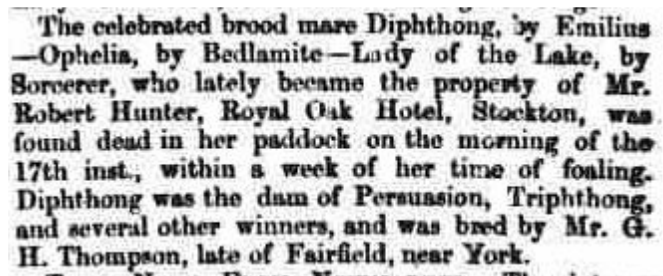 The celebrated brood mare Diphthong, by Emilius
—Ophelia, by Bedlamite—Lady of the Lake, by
Sorcerer, who lately became the property of Mr.
Robert Hunter, Royal Oak Hotel, Stockton, was
found dead in her paddock on the morning of the
17th inst., within a week of her time of foaling.
Diphthong was the dam of Persuasion, Triphthong,
and several other winners, and was bred by Mr. G.
H. Thompson, late of Fairfield, near York.